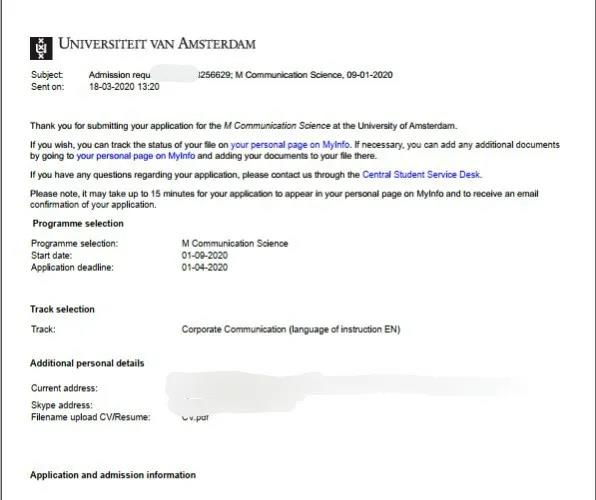 UNIVERSITEIT VAN AMSTERDAM
Subject: Admission requ 256629; M Communication Science, 09-01-2020
Sent on: 18-03-2020 13:20
Thank you for submitting your application for the M Communication Science at the University of Amsterdam.
If you wish, you can track the status of your file on your personal page on MyInfo. If necessary, you can add any additional documents
by going to your personal page on MyInfo and adding your documents to your file there.
If you have any questions regarding your application, please contact us through the Central Student Service Desk.
Please note, it may take up to 15 minutes for your application to appear in your personal page on MyInfo and to receive an email
confirmation of your application.
Programme selection
Programme selection: M Communication Science
Start date: 01-09-2020
Application deadline: 01-04-2020
Track selection
Track: Corporate Communication (language of instruction EN)
Additional personal details
Current address:
Skype address:
Filename upload CV/Resume: CV.pdf
Application and admission information